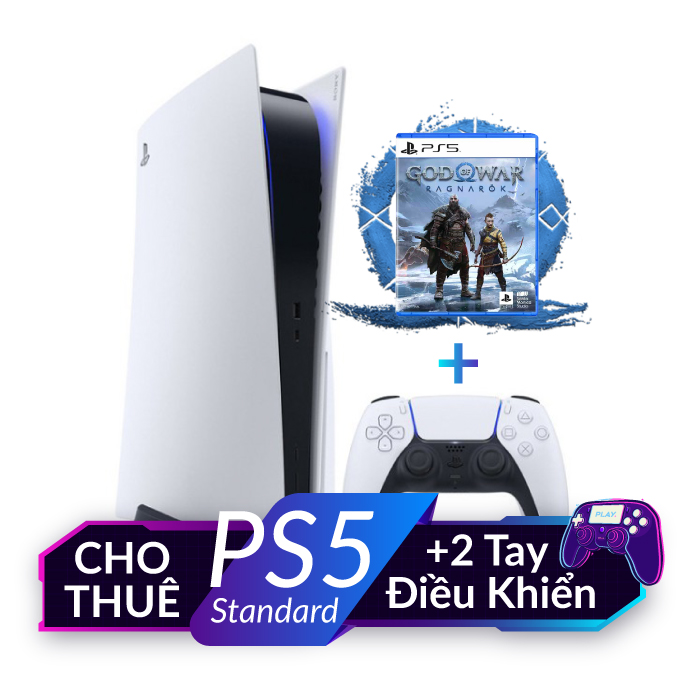 PS5
GOD OF WAR
RAGNARÖK
CHO
THUÊ
PS5
Standard
+2 Tay
Điều Khiển
PLAY.